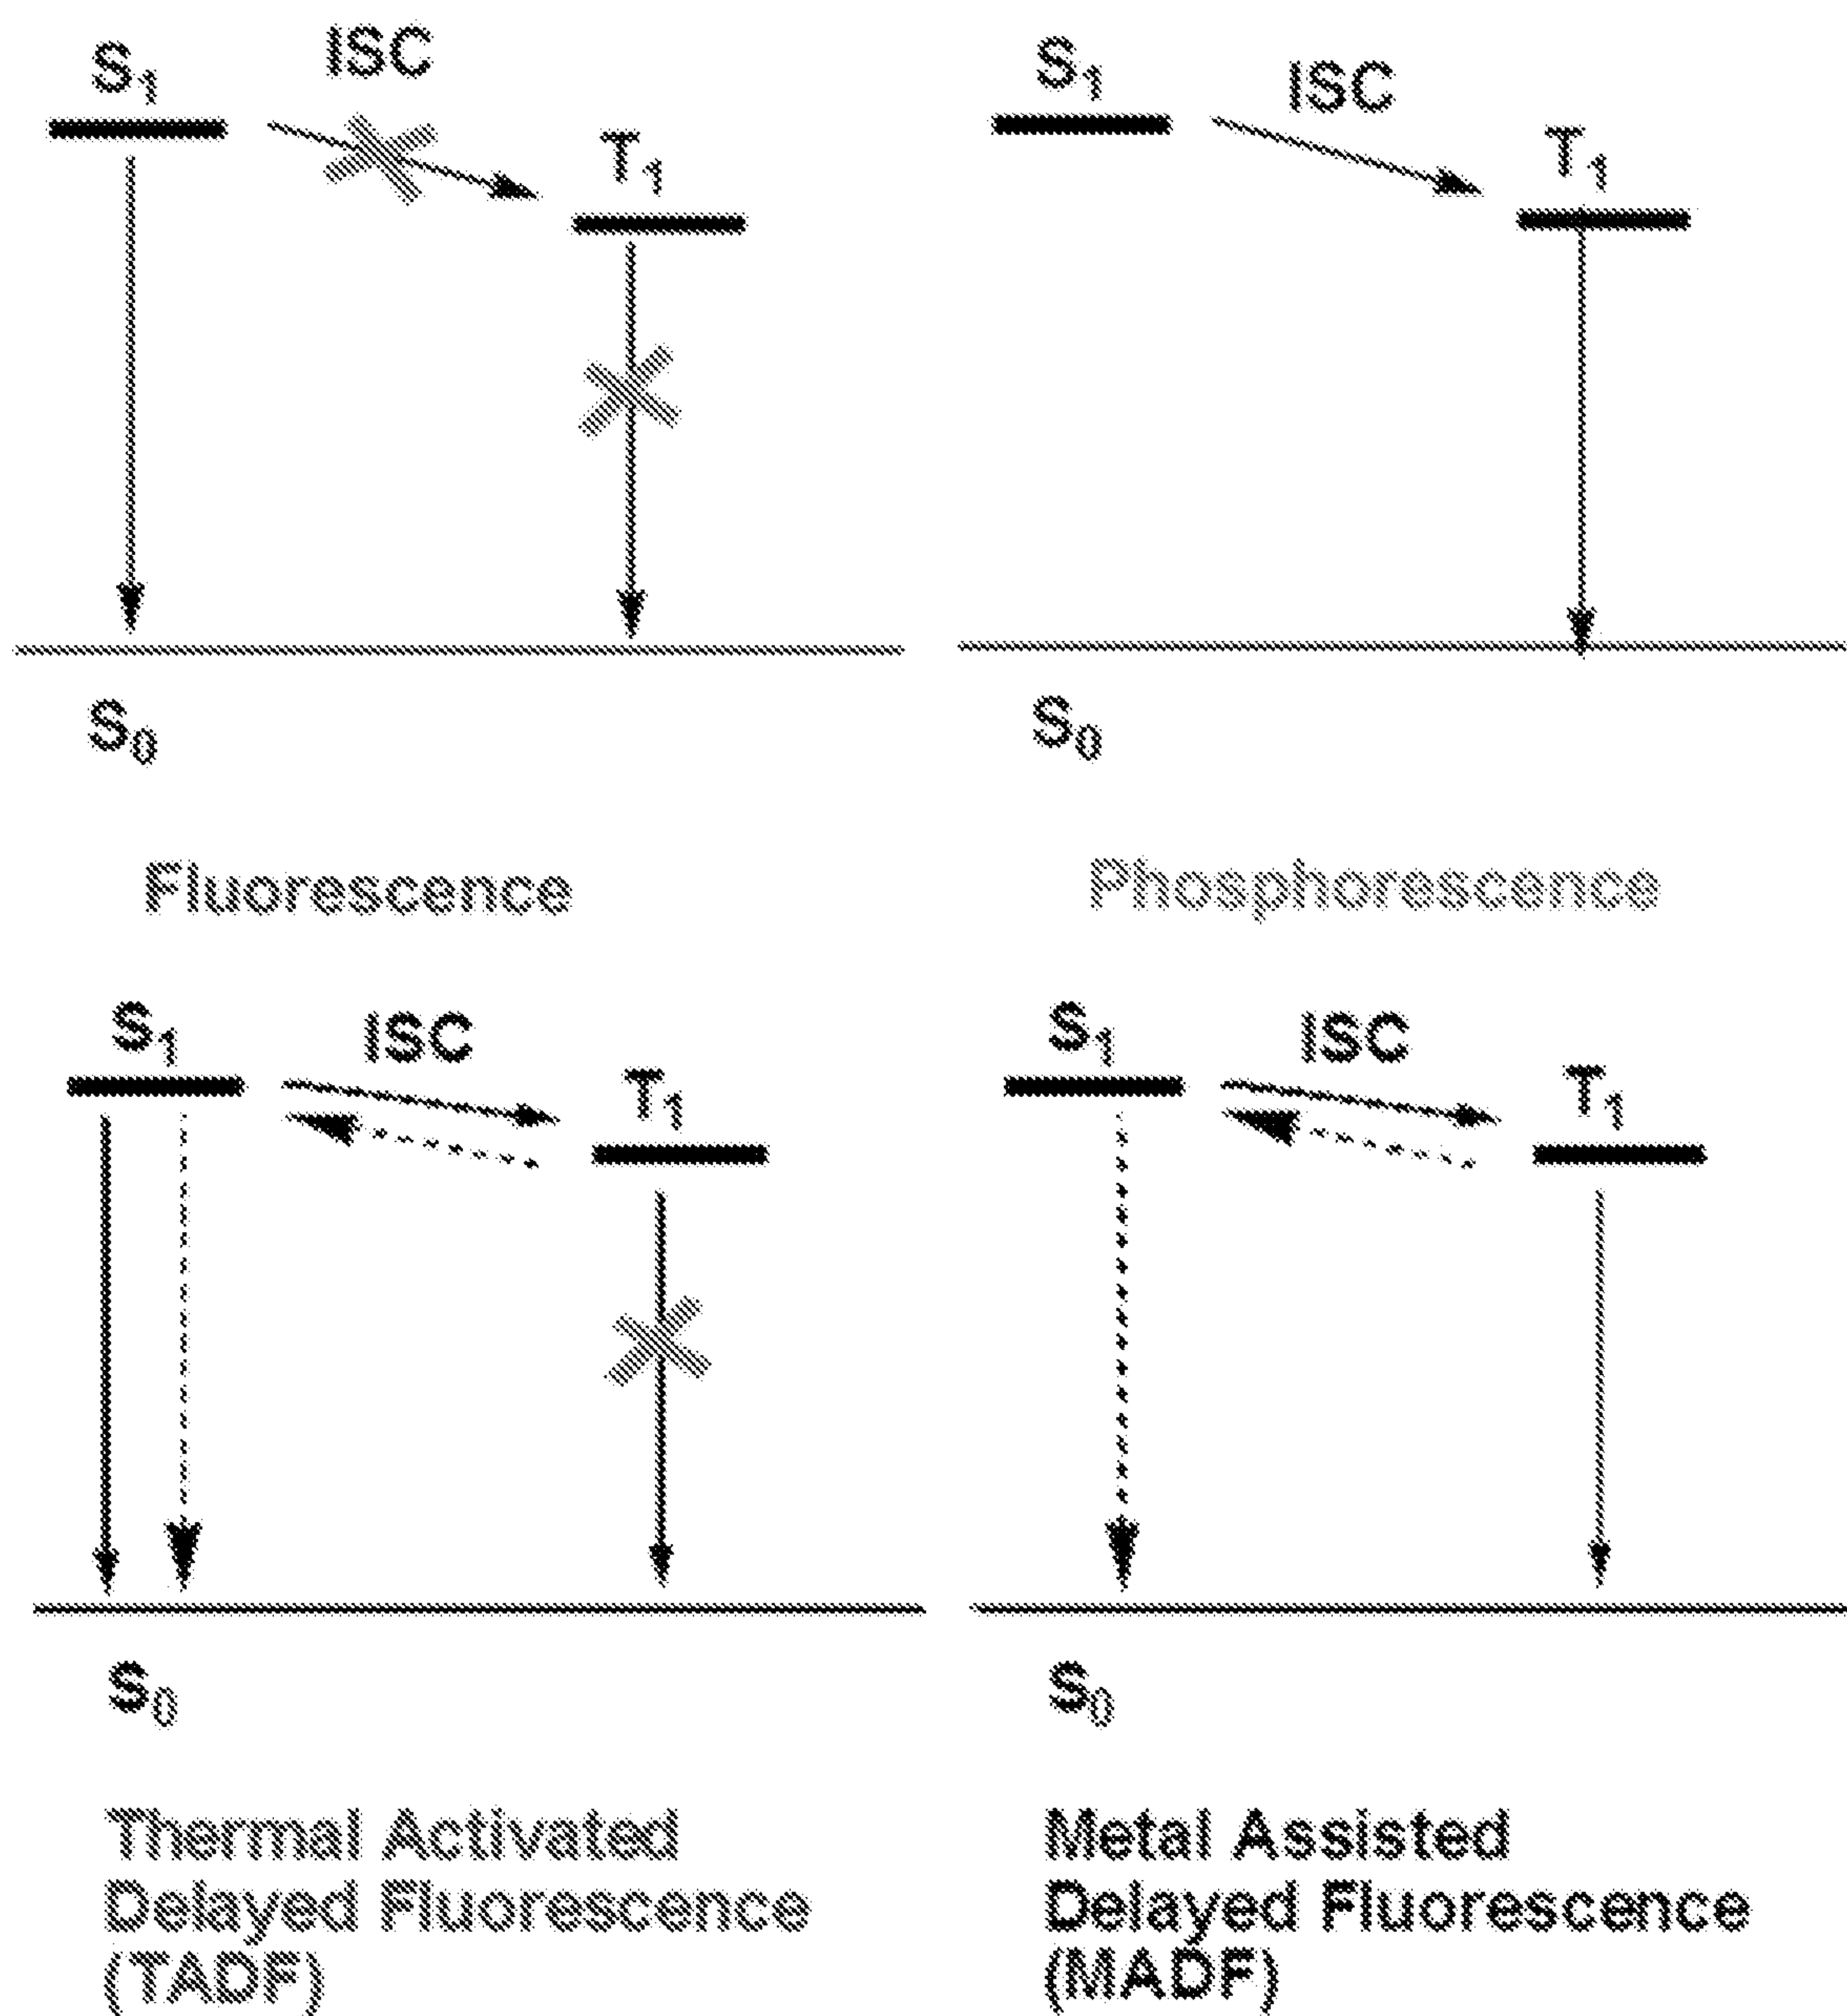 S₁ ISC T₁
S₀
Fluorescence
S₁ ISC T₁
S₀
Phosphorescence
S₁ ISC T₁
S₀
Thermal Activated
Delayed Fluorescence
(TADF)
S₁ ISC T₁
S₀
Metal Assisted
Delayed Fluorescence
(MADF)